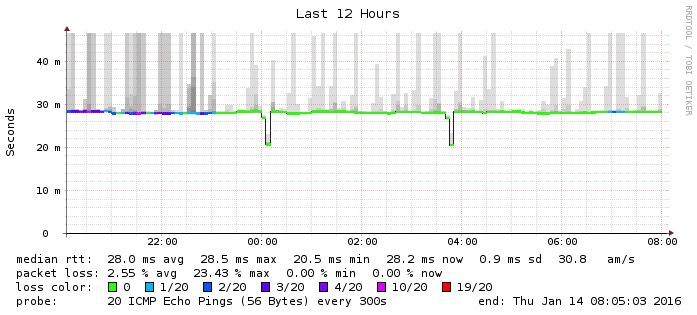 Last 12 Hours
RRDTOOL / TOBI OETIKER
Seconds
40 m
30 m
20 m
10 m
0
22:00 00:00 02:00 04:00 06:00 08:00
median rtt: 28.0 ms avg 28.5 ms max 20.5 ms min 28.2 ms now 0.9 ms sd 30.8 am/s
packet loss: 2.55 % avg 23.43 % max 0.00 % min 0.00 % now
loss color: 0 1/20 2/20 3/20 4/20 10/20 19/20
probe: 20 ICMP Echo Pings (56 Bytes) every 300s end: Thu Jan 14 08:05:03 2016